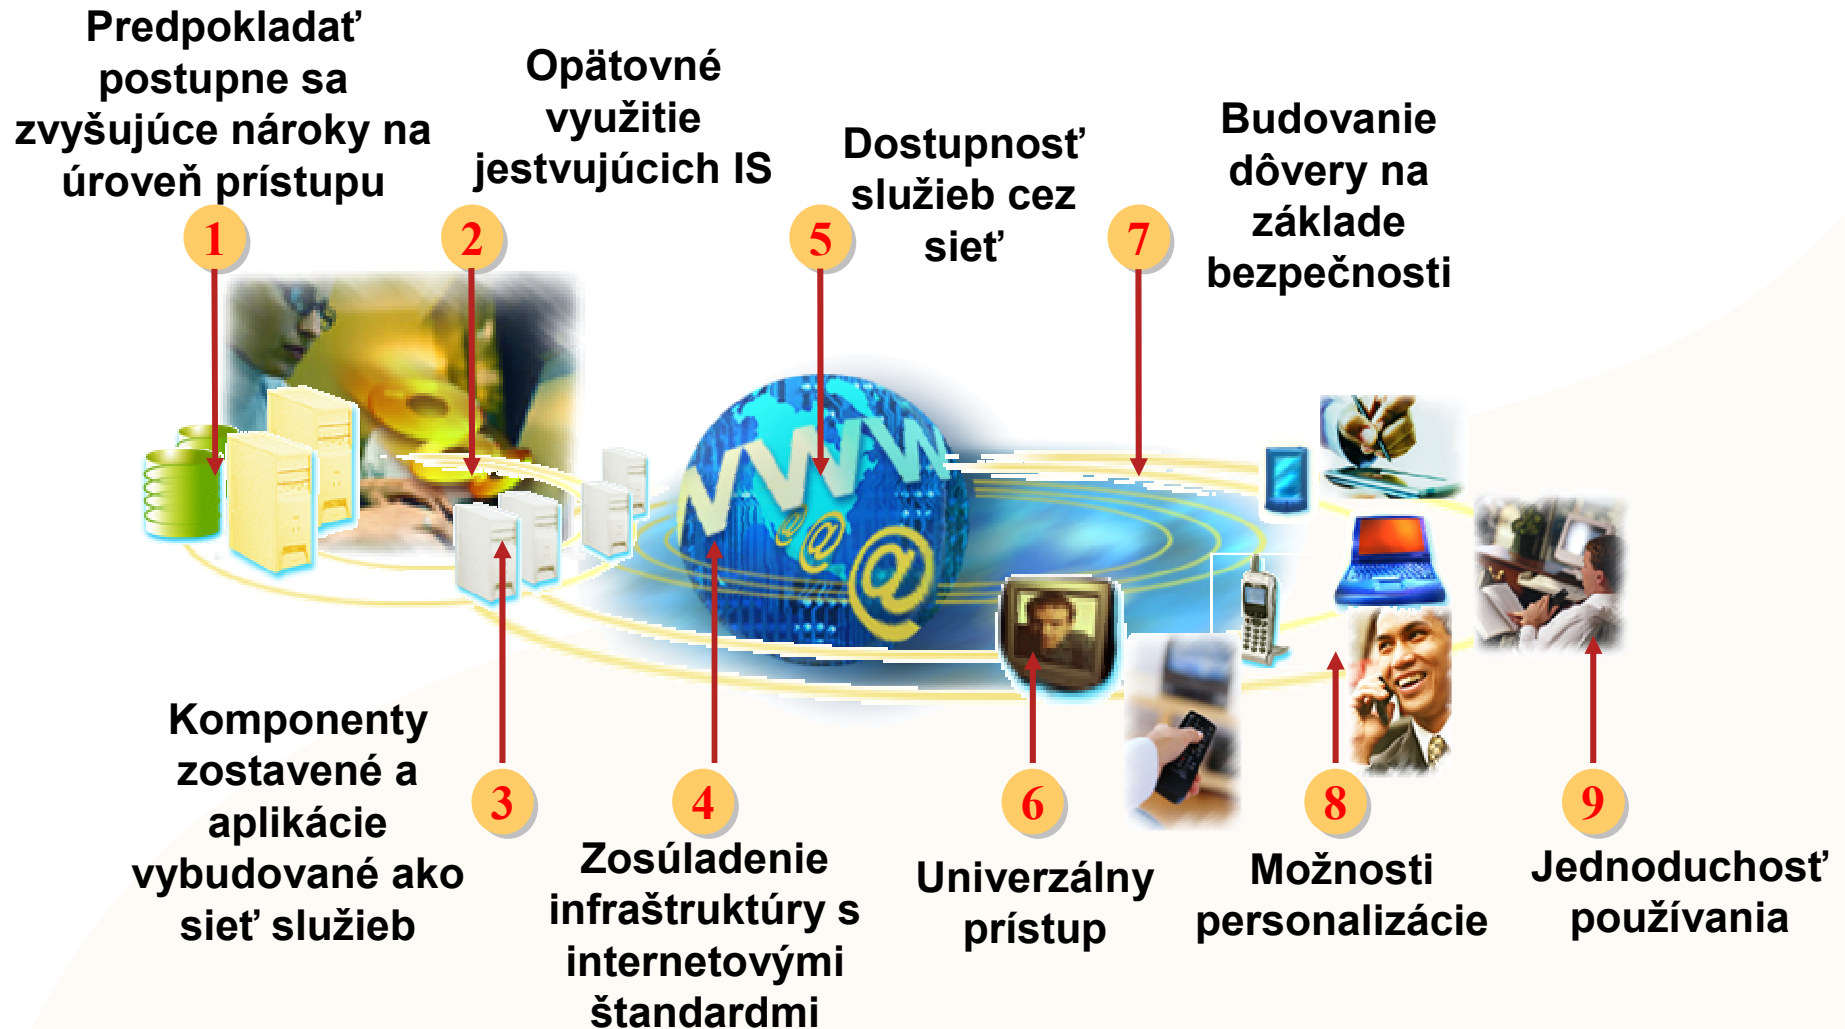 Predpokladať
postupne sa
zvyšujúce nároky na
úroveň prístupu
1
Opätovné
využitie
jestvujúcich IS
2
Dostupnosť
služieb cez
sieť
5
Budovanie
dôvery na
základe
bezpečnosti
7
WWW
@
@
@
Komponenty
zostavené a
aplikácie
vybudované ako
sieť služieb
3
4
Zosúladenie
infraštruktúry s
internetovými
štandardmi
6
Univerzálny
prístup
8
Možnosti
personalizácie
9
Jednoduchosť
používania